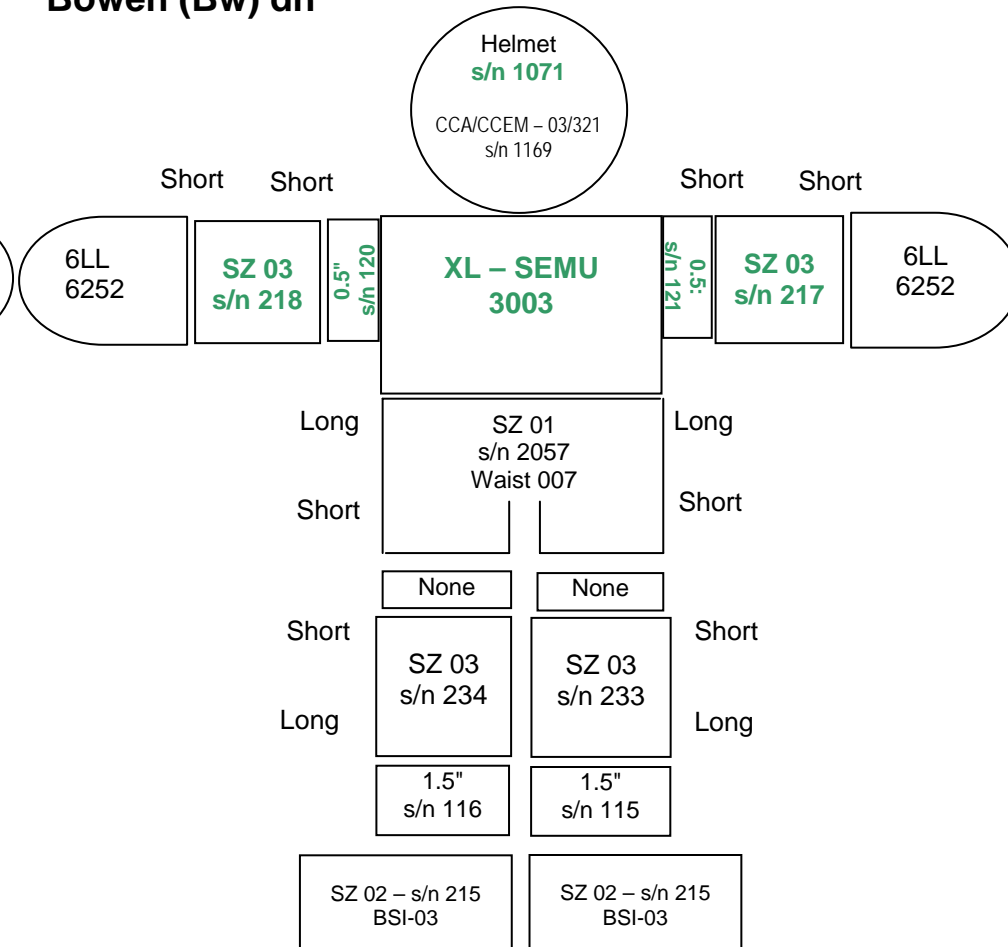 Bowen (Bw) dn
Helmet
s/n 1071
CCA/CCEM – 03/321
s/n 1169
Short Short
Short Short
6LL
6252
SZ 03
s/n 218
0.5"
s/n 120
XL – SEMU
3003
0.5:
s/n 121
SZ 03
s/n 217
6LL
6252
Long
SZ 01
s/n 2057
Waist 007
Long
Short
Short
None
None
Short
SZ 03
s/n 234
SZ 03
s/n 233
Short
Long
Long
1.5"
s/n 116
1.5"
s/n 115
SZ 02 – s/n 215
BSI-03
SZ 02 – s/n 215
BSI-03